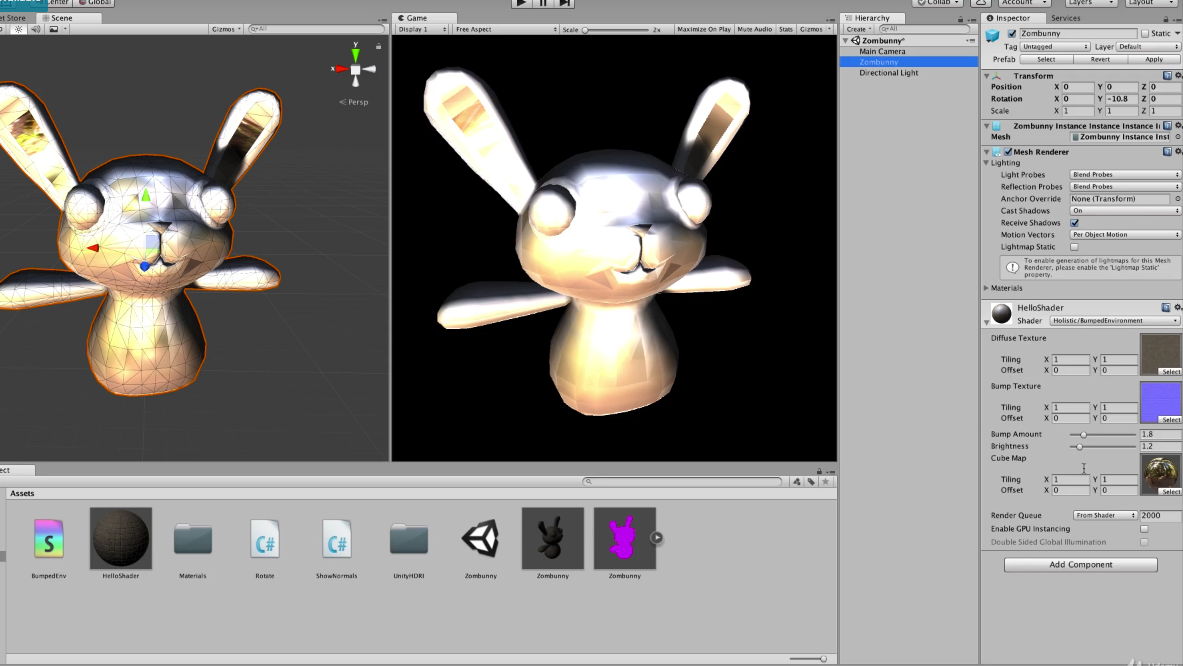 Center Global Collab Account Layers Layout
et Store Scene Game Hierarchy Inspector Services
Gizmos All Display 1 Free Aspect Scale 2x Maximize On Play Mute Audio Stats Gizmos Create All
Zombunny Static
Zombunny*
Main Camera
Zombunny
Directional Light
Tag Untagged Layer Default
Prefab Select Revert Apply
y
x
Persp
Transform
Position X 0 Y 0 Z 0
Rotation X 0 Y -10.8 Z 0
Scale X 1 Y 1 Z 1
Zombunny Instance Instance Instance I
Mesh Zombunny Instance Inst
Mesh Renderer
Lighting
Light Probes Blend Probes
Reflection Probes Blend Probes
Anchor Override None (Transform)
Cast Shadows On
Receive Shadows
Motion Vectors Per Object Motion
Lightmap Static
To enable generation of lightmaps for this Mesh
Renderer, please enable the 'Lightmap Static'
property.
Materials
HelloShader
Shader Holistic/BumpedEnvironment
Diffuse Texture
Tiling X 1 Y 1
Offset X 0 Y 0
Select
Bump Texture
Tiling X 1 Y 1
Offset X 0 Y 0
Select
Bump Amount 1.8
Brightness 1.2
Cube Map
Tiling X 1 Y 1
Offset X 0 Y 0
Select
Render Queue From Shader 2000
Enable GPU Instancing
Double Sided Global Illumination
Add Component
ect
Assets
S C# C#
BumpedEnv HelloShader Materials Rotate ShowNormals UnityHDRI Zombunny Zombunny Zombunny